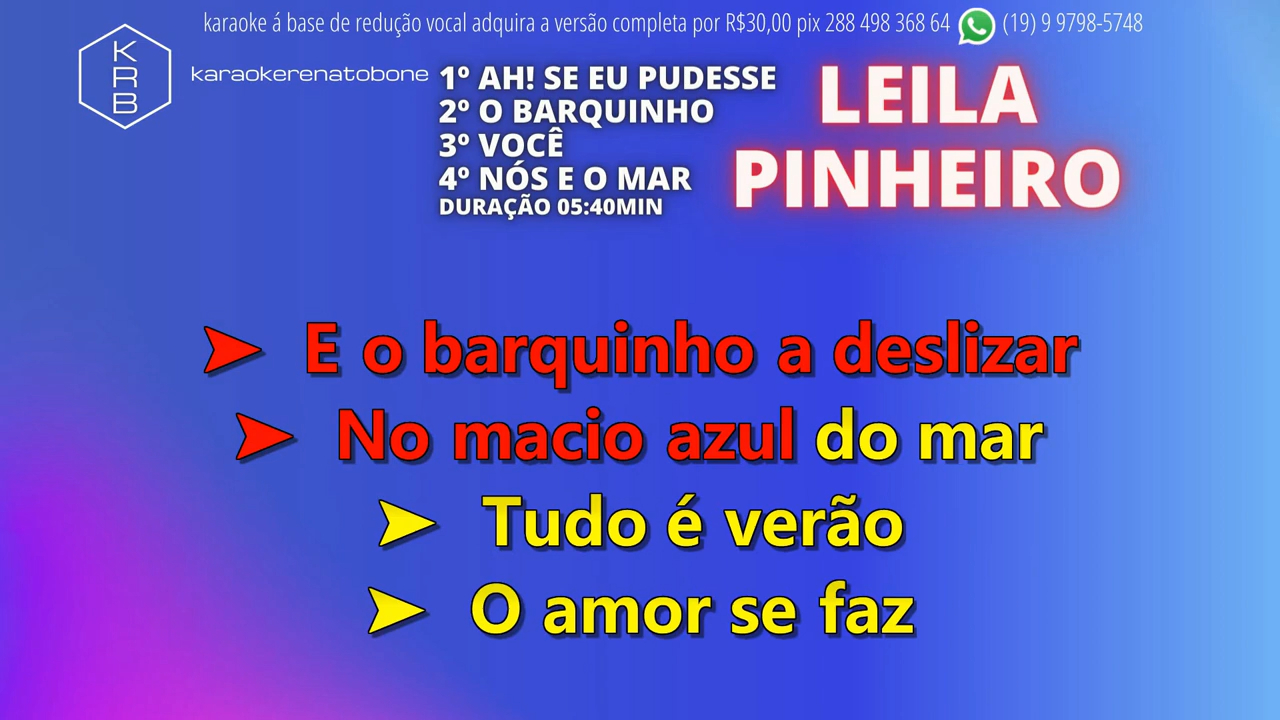 karaoke á base de redução vocal adquira a versão completa por R$30,00 pix 288 498 368 64 (19) 9 9798-5748
K
R
B
karaokerenatobone
1º AH! SE EU PUDESSE
2º O BARQUINHO
3º VOCÊ
4º NÓS E O MAR
DURAÇÃO 05:40MIN
LEILA
PINHEIRO
➤ E o barquinho a deslizar
➤ No macio azul do mar
➤ Tudo é verão
➤ O amor se faz